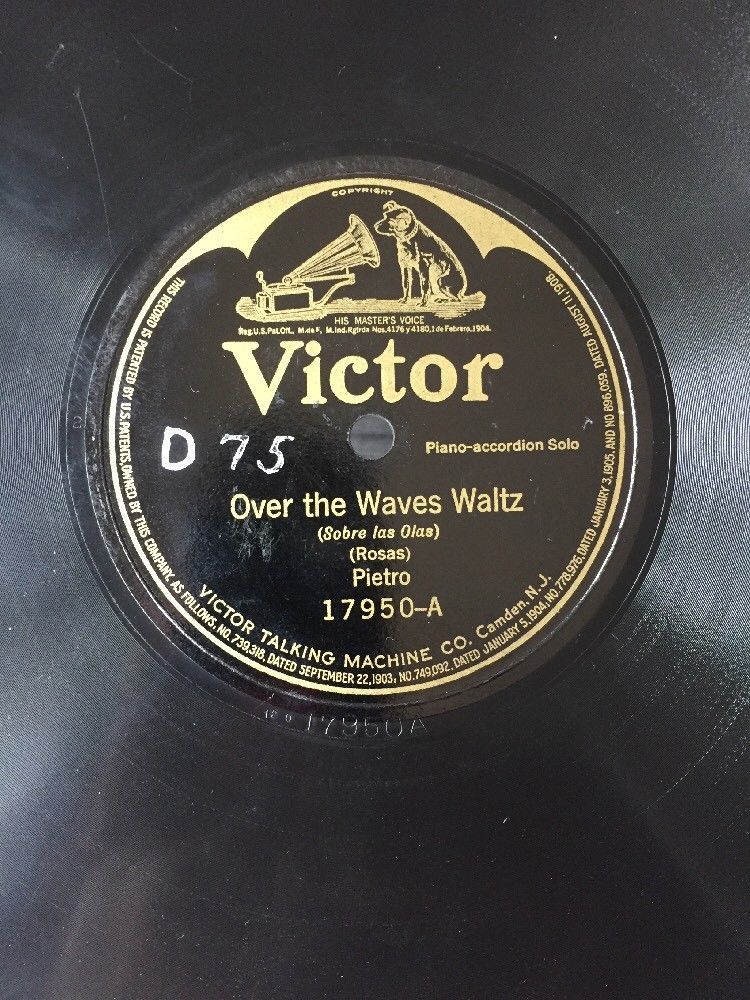 COPYRIGHT
HIS MASTER'S VOICE
Reg.U.S.Pat.Off., M.de F., M.Ind.Rgtrda Nos.4176 y 4180,1 de Febrero,1904.
Victor
D 75
Piano-accordion Solo
Over the Waves Waltz
(Sobre las Olas)
(Rosas)
Pietro
17950-A
VICTOR TALKING MACHINE CO. Camden, N.J.
THIS RECORD IS PATENTED BY U.S. PATENTS, OWNED BY THIS COMPANY, AS FOLLOWS, NO. 739,318, DATED SEPTEMBER 22,1903; NO. 749,092, DATED JANUARY 5, 1904, NO. 778,976, DATED JANUARY 3, 1905, AND NO 896,059, DATED AUGUST 11, 1908.
17950A